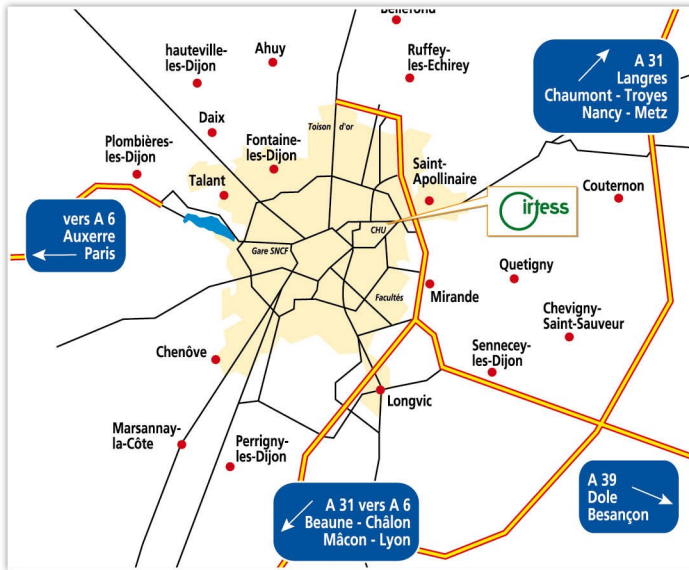 Bellefond
hauteville-
les-Dijon
Ahuy
Ruffey
les-Echirey
A 31
Langres
Chaumont - Troyes
Nancy - Metz
Daix
Toison d'or
Plombières-
les-Dijon
Fontaine-
les-Dijon
Talant
Saint-
Apollinaire
Couternon
irtess
vers A 6
Auxerre
Paris
CHU
Gare SNCF
Quetigny
Facultés
Mirande
Chevigny-
Saint-Sauveur
Chenôve
Sennecey-
les-Dijon
Longvic
Marsannay-
la-Côte
Perrigny-
les-Dijon
A 31 vers A 6
Beaune - Châlon
Mâcon - Lyon
A 39
Dole
Besançon